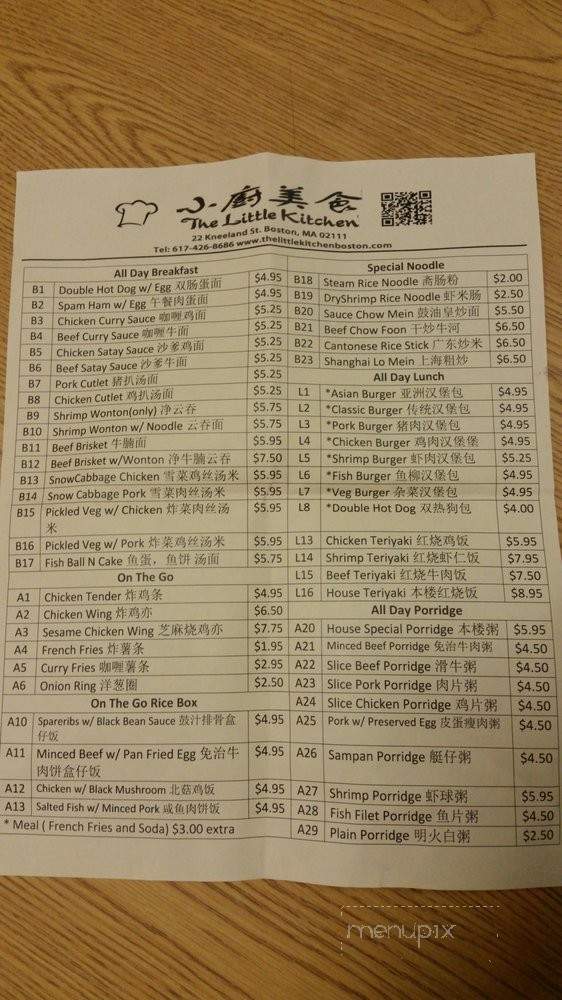 小廚美食
The Little Kitchen
22 Kneeland St. Boston, MA 02111
Tel: 617-426-8686 www.thelittlekitchenboston.com
All Day Breakfast
B1 Double Hot Dog w/ Egg 双肠蛋面 $4.95
B2 Spam Ham w/ Egg 午餐肉蛋面 $4.95
B3 Chicken Curry Sauce 咖喱鸡面 $5.25
B4 Beef Curry Sauce 咖喱牛面 $5.25
B5 Chicken Satay Sauce 沙爹鸡面 $5.25
B6 Beef Satay Sauce 沙爹牛面 $5.25
B7 Pork Cutlet 猪扒汤面 $5.25
B8 Chicken Cutlet 鸡扒汤面 $5.25
B9 Shrimp Wonton(only) 净云吞 $5.75
B10 Shrimp Wonton w/ Noodle 云吞面 $5.75
B11 Beef Brisket 牛腩面 $5.95
B12 Beef Brisket w/Wonton 净牛腩云吞 $7.50
B13 SnowCabbage Chicken 雪菜鸡丝汤米 $5.95
B14 Snow Cabbage Pork 雪菜肉丝汤米 $5.95
B15 Pickled Veg w/ Chicken 炸菜肉丝汤 $5.95
米
B16 Pickled Veg w/ Pork 炸菜鸡丝汤米 $5.95
B17 Fish Ball N Cake 鱼蛋，鱼饼 汤面 $5.75
On The Go
A1 Chicken Tender 炸鸡条 $4.95
A2 Chicken Wing 炸鸡亦 $6.50
A3 Sesame Chicken Wing 芝麻烧鸡亦 $7.75
A4 French Fries 炸薯条 $1.95
A5 Curry Fries 咖喱薯条 $2.95
A6 Onion Ring 洋葱圈 $2.50
On The Go Rice Box
A10 Spareribs w/ Black Bean Sauce 鼓汁排骨盒 $4.95
仔饭
A11 Minced Beef w/ Pan Fried Egg 免治牛 $4.95
肉饼盒仔饭
A12 Chicken w/ Black Mushroom 北菇鸡饭 $4.95
A13 Salted Fish w/ Minced Pork 咸鱼肉饼饭 $4.95
* Meal ( French Fries and Soda) $3.00 extra
Special Noodle
B18 Steam Rice Noodle 斋肠粉 $2.00
B19 DryShrimp Rice Noodle 虾米肠 $2.50
B20 Sauce Chow Mein 鼓油皇炒面 $5.50
B21 Beef Chow Foon 干炒牛河 $6.50
B22 Cantonese Rice Stick 广东炒米 $6.50
B23 Shanghai Lo Mein 上海粗炒 $6.50
All Day Lunch
L1 *Asian Burger 亚洲汉堡包 $4.95
L2 *Classic Burger 传统汉堡包 $4.95
L3 *Pork Burger 猪肉汉堡包 $4.95
L4 *Chicken Burger 鸡肉汉堡堡 $4.95
L5 *Shrimp Burger 虾肉汉堡包 $5.25
L6 *Fish Burger 鱼柳汉堡包 $4.95
L7 *Veg Burger 杂菜汉堡包 $4.95
L8 *Double Hot Dog 双热狗包 $4.00
L13 Chicken Teriyaki 红烧鸡饭 $5.95
L14 Shrimp Teriyaki 红烧虾仁饭 $7.95
L15 Beef Teriyaki 红烧牛肉饭 $7.50
L16 House Teriyaki 本楼红烧饭 $8.95
All Day Porridge
A20 House Special Porridge 本楼粥 $5.95
A21 Minced Beef Porridge 免治牛肉粥 $4.50
A22 Slice Beef Porridge 滑牛粥 $4.50
A23 Slice Pork Porridge 肉片粥 $4.50
A24 Slice Chicken Porridge 鸡片粥 $4.50
A25 Pork w/ Preserved Egg 皮蛋瘦肉粥 $4.50
A26 Sampan Porridge 艇仔粥 $4.50
A27 Shrimp Porridge 虾球粥 $5.95
A28 Fish Filet Porridge 鱼片粥 $4.50
A29 Plain Porridge 明火白粥 $2.50
menupix